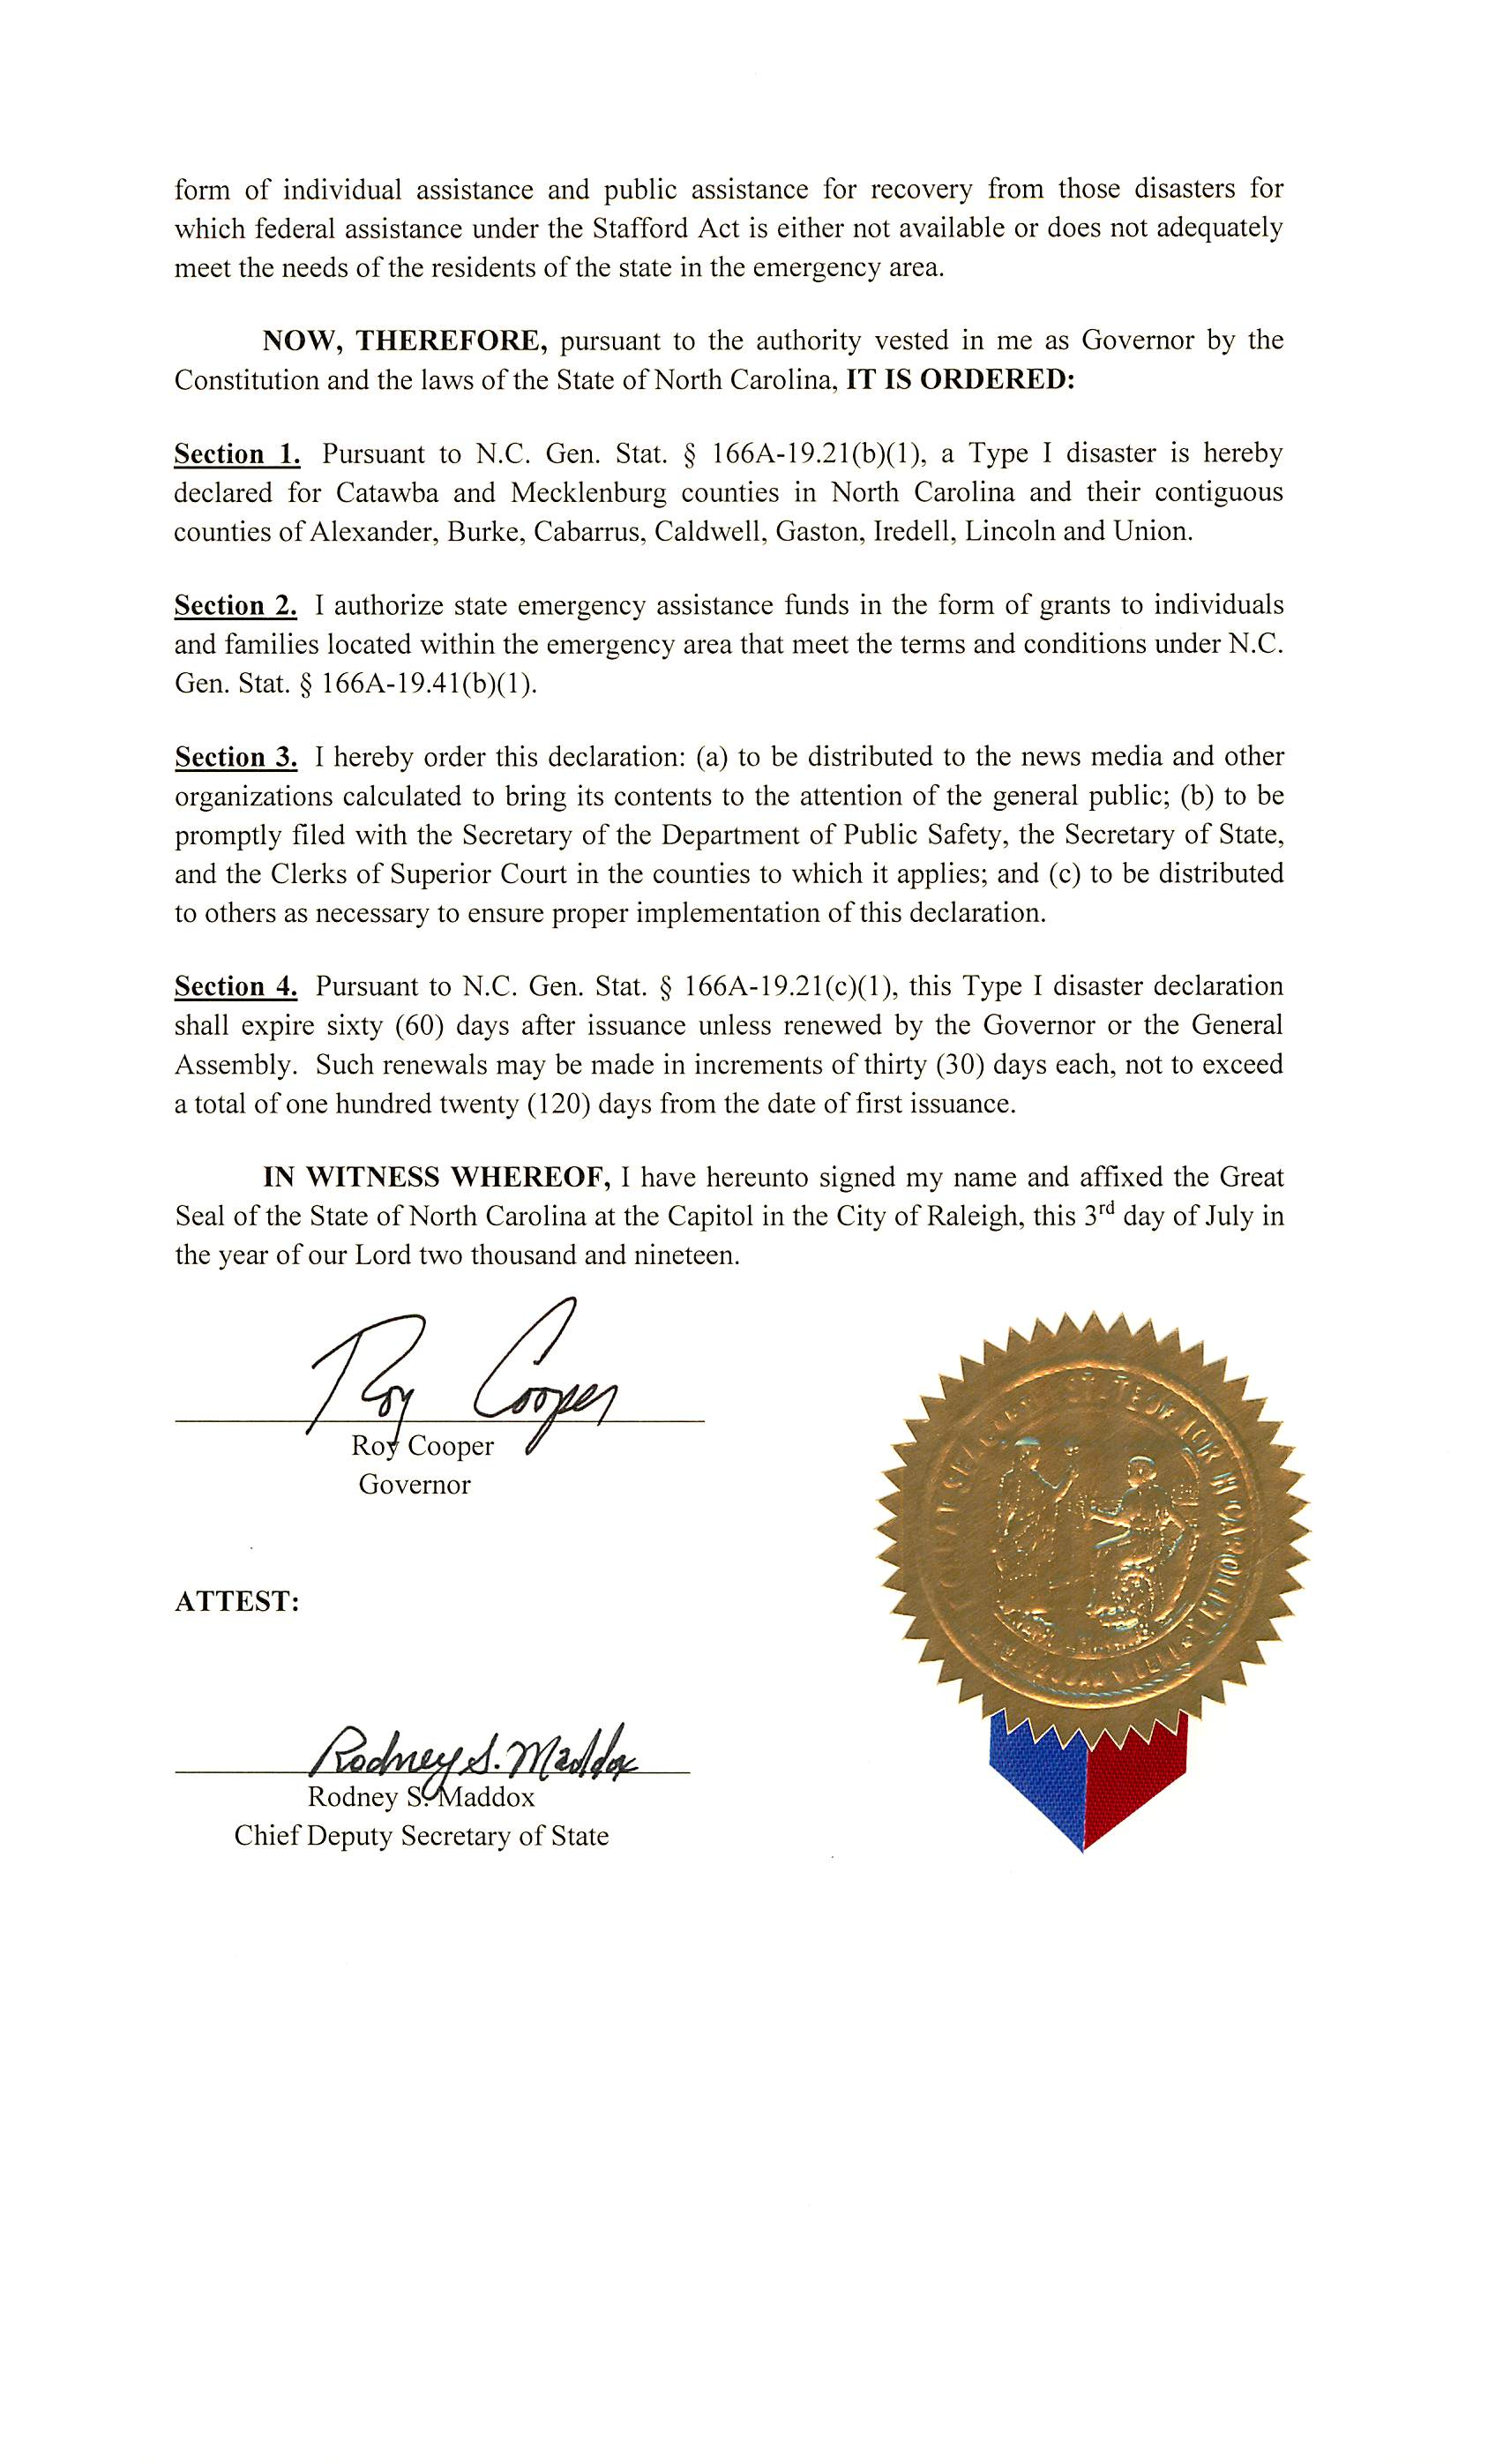 form of individual assistance and public assistance for recovery from those disasters for
which federal assistance under the Stafford Act is either not available or does not adequately
meet the needs of the residents of the state in the emergency area.
NOW, THEREFORE, pursuant to the authority vested in me as Governor by the
Constitution and the laws of the State of North Carolina, IT IS ORDERED:
Section 1. Pursuant to N.C. Gen. Stat. § 166A-19.21(b)(1), a Type I disaster is hereby
declared for Catawba and Mecklenburg counties in North Carolina and their contiguous
counties of Alexander, Burke, Cabarrus, Caldwell, Gaston, Iredell, Lincoln and Union.
Section 2. I authorize state emergency assistance funds in the form of grants to individuals
and families located within the emergency area that meet the terms and conditions under N.C.
Gen. Stat. § 166A-19.41(b)(1).
Section 3. I hereby order this declaration: (a) to be distributed to the news media and other
organizations calculated to bring its contents to the attention of the general public; (b) to be
promptly filed with the Secretary of the Department of Public Safety, the Secretary of State,
and the Clerks of Superior Court in the counties to which it applies; and (c) to be distributed
to others as necessary to ensure proper implementation of this declaration.
Section 4. Pursuant to N.C. Gen. Stat. § 166A-19.21(c)(1), this Type I disaster declaration
shall expire sixty (60) days after issuance unless renewed by the Governor or the General
Assembly. Such renewals may be made in increments of thirty (30) days each, not to exceed
a total of one hundred twenty (120) days from the date of first issuance.
IN WITNESS WHEREOF, I have hereunto signed my name and affixed the Great
Seal of the State of North Carolina at the Capitol in the City of Raleigh, this 3rd day of July in
the year of our Lord two thousand and nineteen.
Roy Cooper
Roy Cooper
Governor
ATTEST:
Rodney S. Maddox
Rodney S. Maddox
Chief Deputy Secretary of State